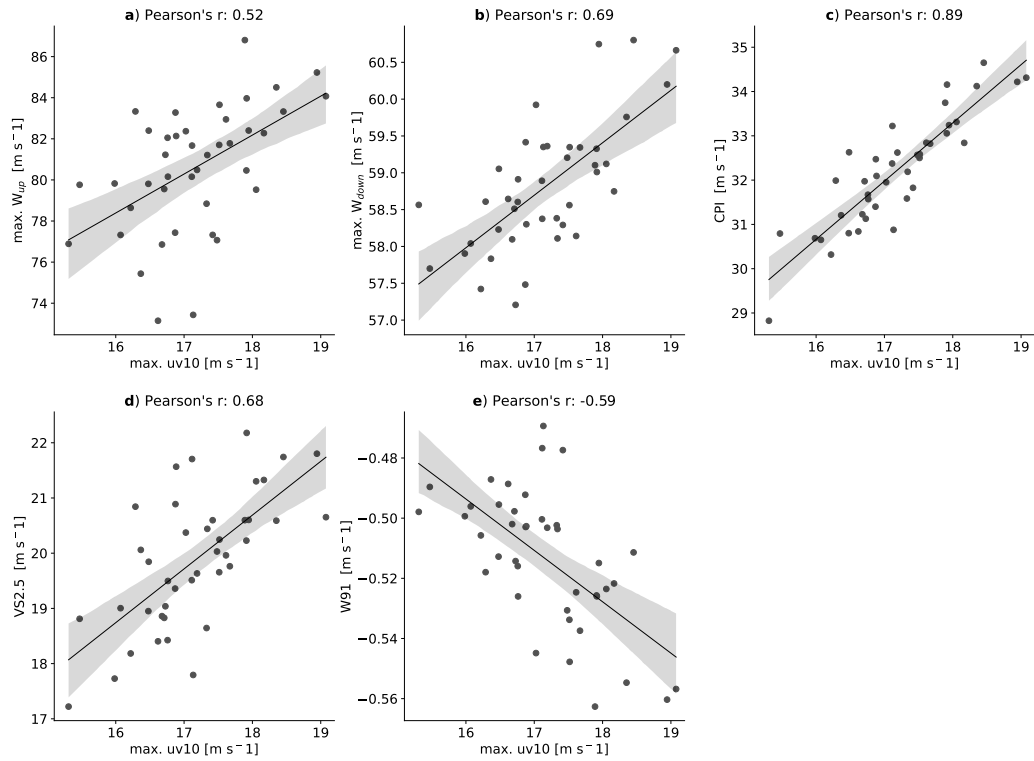 a) Pearson's r: 0.52
86
84
82
80
78
76
74
max. W_up [m s−1]
16 17 18 19
max. uv10 [m s−1]
b) Pearson's r: 0.69
60.5
60.0
59.5
59.0
58.5
58.0
57.5
57.0
max. W_down [m s−1]
16 17 18 19
max. uv10 [m s−1]
c) Pearson's r: 0.89
35
34
33
32
31
30
29
CPI [m s−1]
16 17 18 19
max. uv10 [m s−1]
d) Pearson's r: 0.68
22
21
20
19
18
17
VS2.5 [m s−1]
16 17 18 19
max. uv10 [m s−1]
e) Pearson's r: -0.59
−0.48
−0.50
−0.52
−0.54
−0.56
W91 [m s−1]
16 17 18 19
max. uv10 [m s−1]